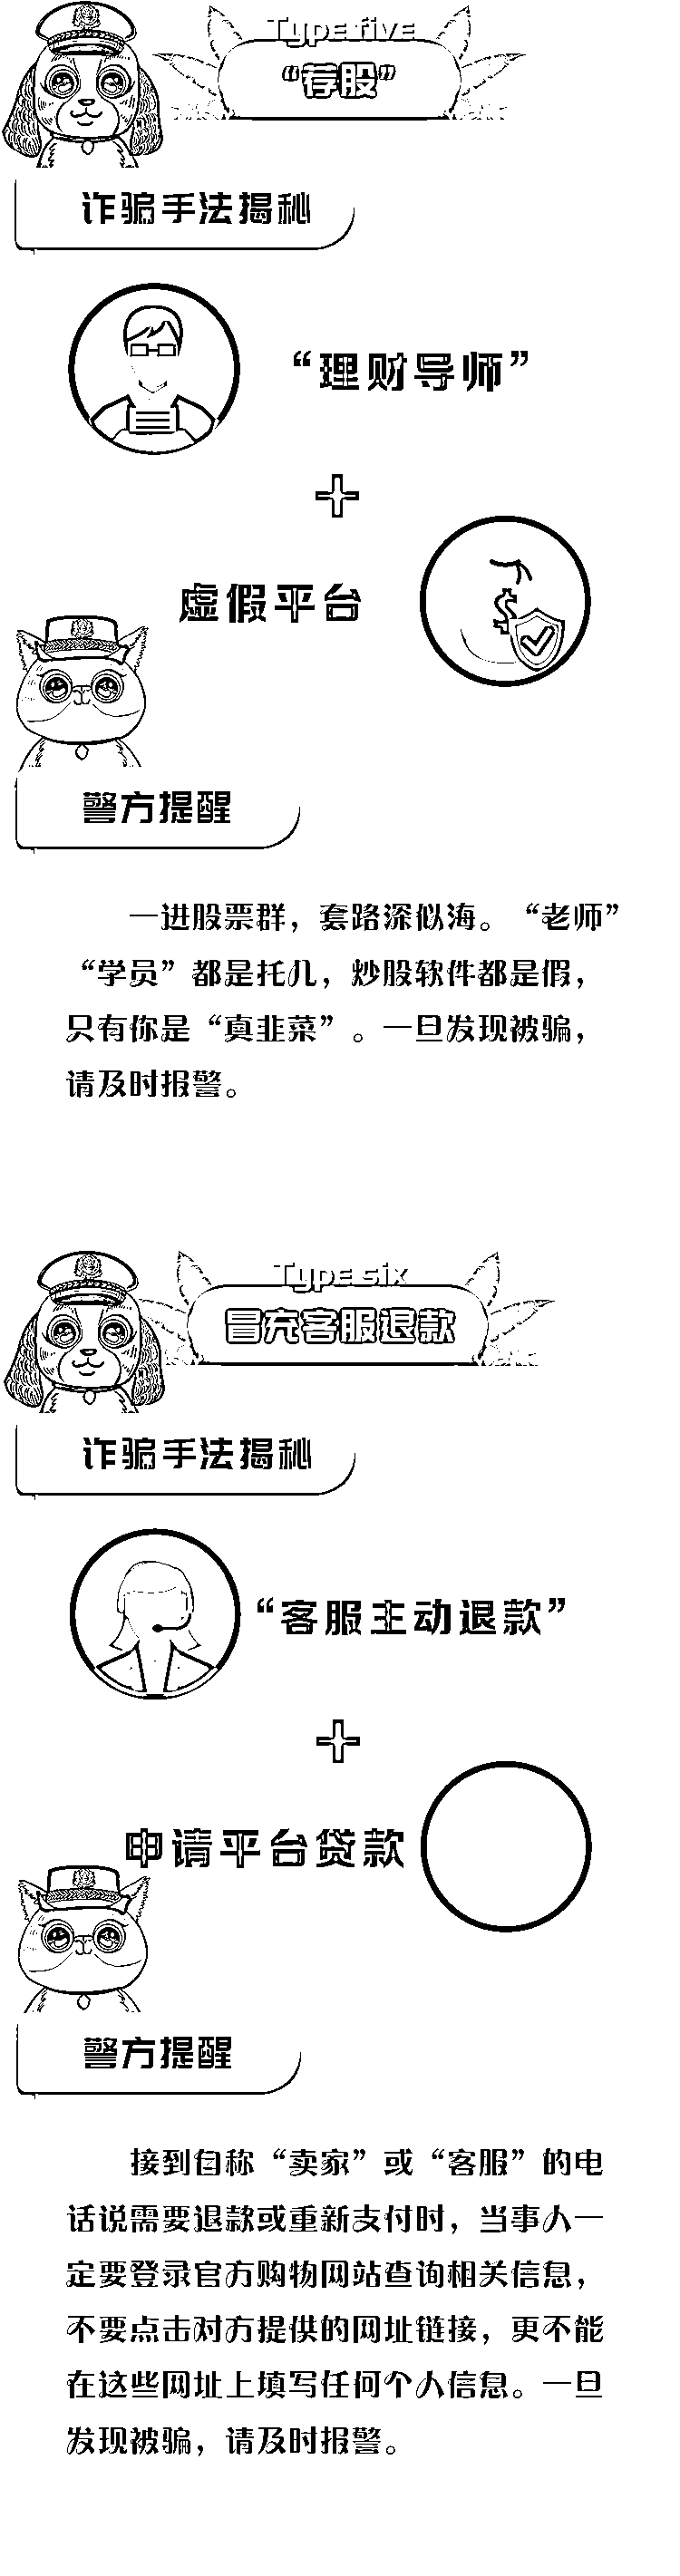 Type five
“荐股”
诈骗手法揭秘
“理财导师”
虚假平台
警方提醒
一进股票群，套路深似海。“老师”
“学员”都是托儿，炒股软件都是假，
只有你是“真韭菜”。一旦发现被骗，
请及时报警。
Type six
冒充客服退款
诈骗手法揭秘
“客服主动退款”
申请平台贷款
警方提醒
接到自称“卖家”或“客服”的电
话说需要退款或重新支付时，当事人一
定要登录官方购物网站查询相关信息，
不要点击对方提供的网址链接，更不能
在这些网址上填写任何个人信息。一旦
发现被骗，请及时报警。